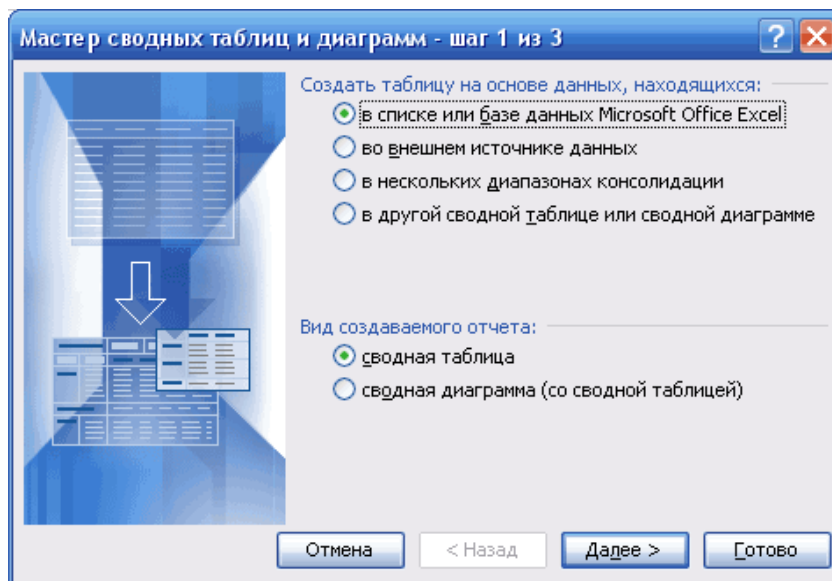 Мастер сводных таблиц и диаграмм - шаг 1 из 3
Создать таблицу на основе данных, находящихся:
в списке или базе данных Microsoft Office Excel
во внешнем источнике данных
в нескольких диапазонах консолидации
в другой сводной таблице или сводной диаграмме
Вид создаваемого отчета:
сводная таблица
сводная диаграмма (со сводной таблицей)
Отмена < Назад Далее > Готово